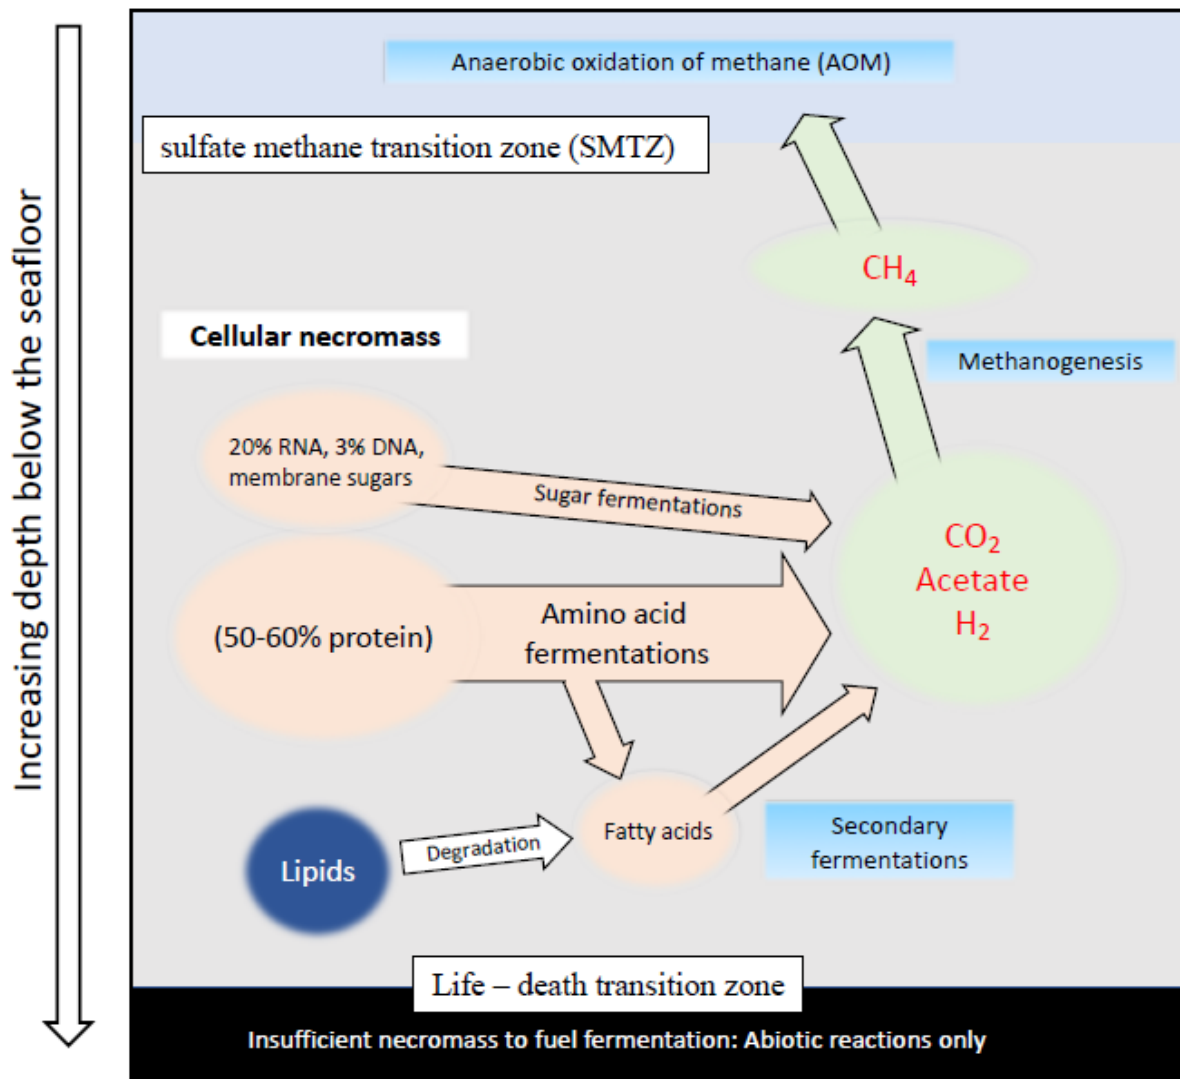 Increasing depth below the seafloor
Anaerobic oxidation of methane (AOM)
sulfate methane transition zone (SMTZ)
CH₄
Cellular necromass
Methanogenesis
20% RNA, 3% DNA,
membrane sugars
Sugar fermentations
CO₂
Acetate
H₂
(50-60% protein)
Amino acid
fermentations
Lipids
Degradation
Fatty acids
Secondary
fermentations
Life – death transition zone
Insufficient necromass to fuel fermentation: Abiotic reactions only